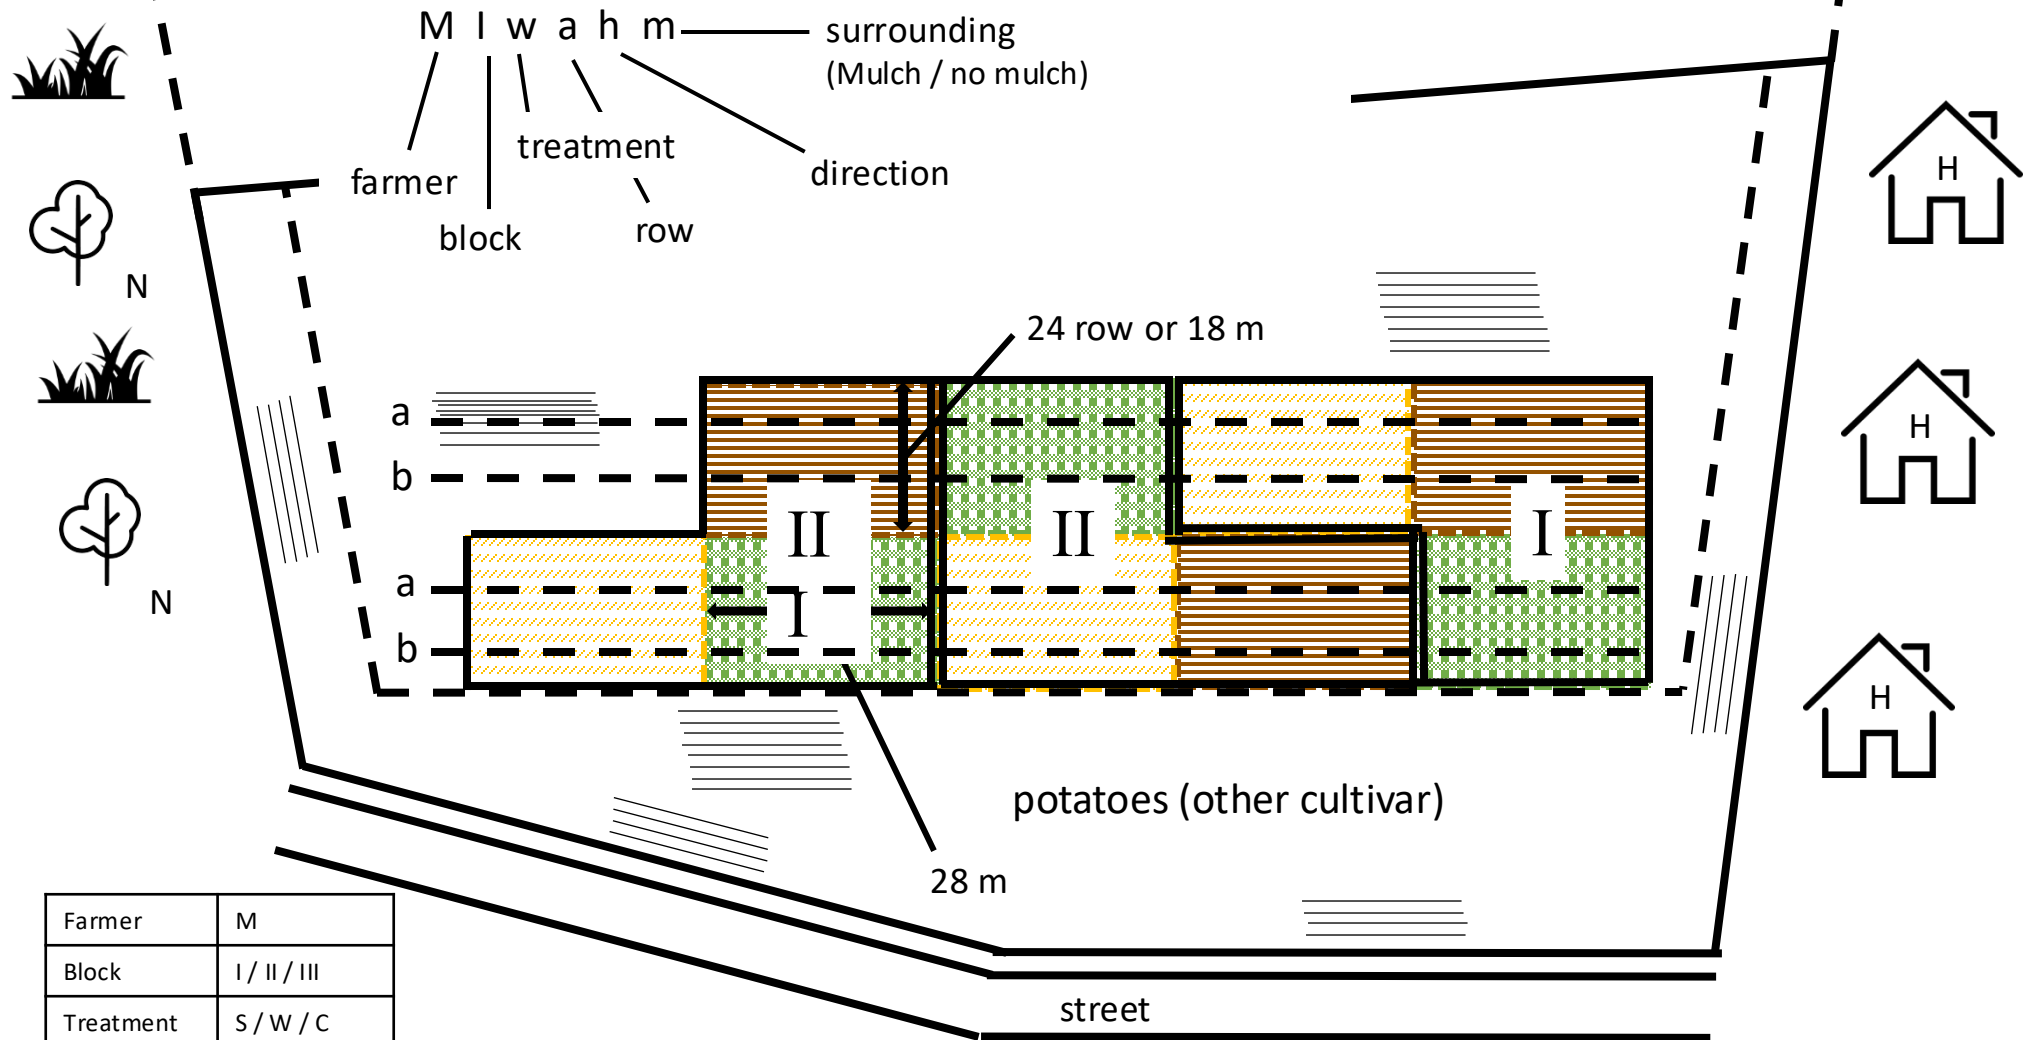 M I w a h m
surrounding
(Mulch / no mulch)
treatment
farmer
direction
block
row
H
N
24 row or 18 m
a
H
b
II
II
I
a
I
N
b
H
potatoes (other cultivar)
28 m
Farmer M
Block I / II / III
Treatment S / W / C
street